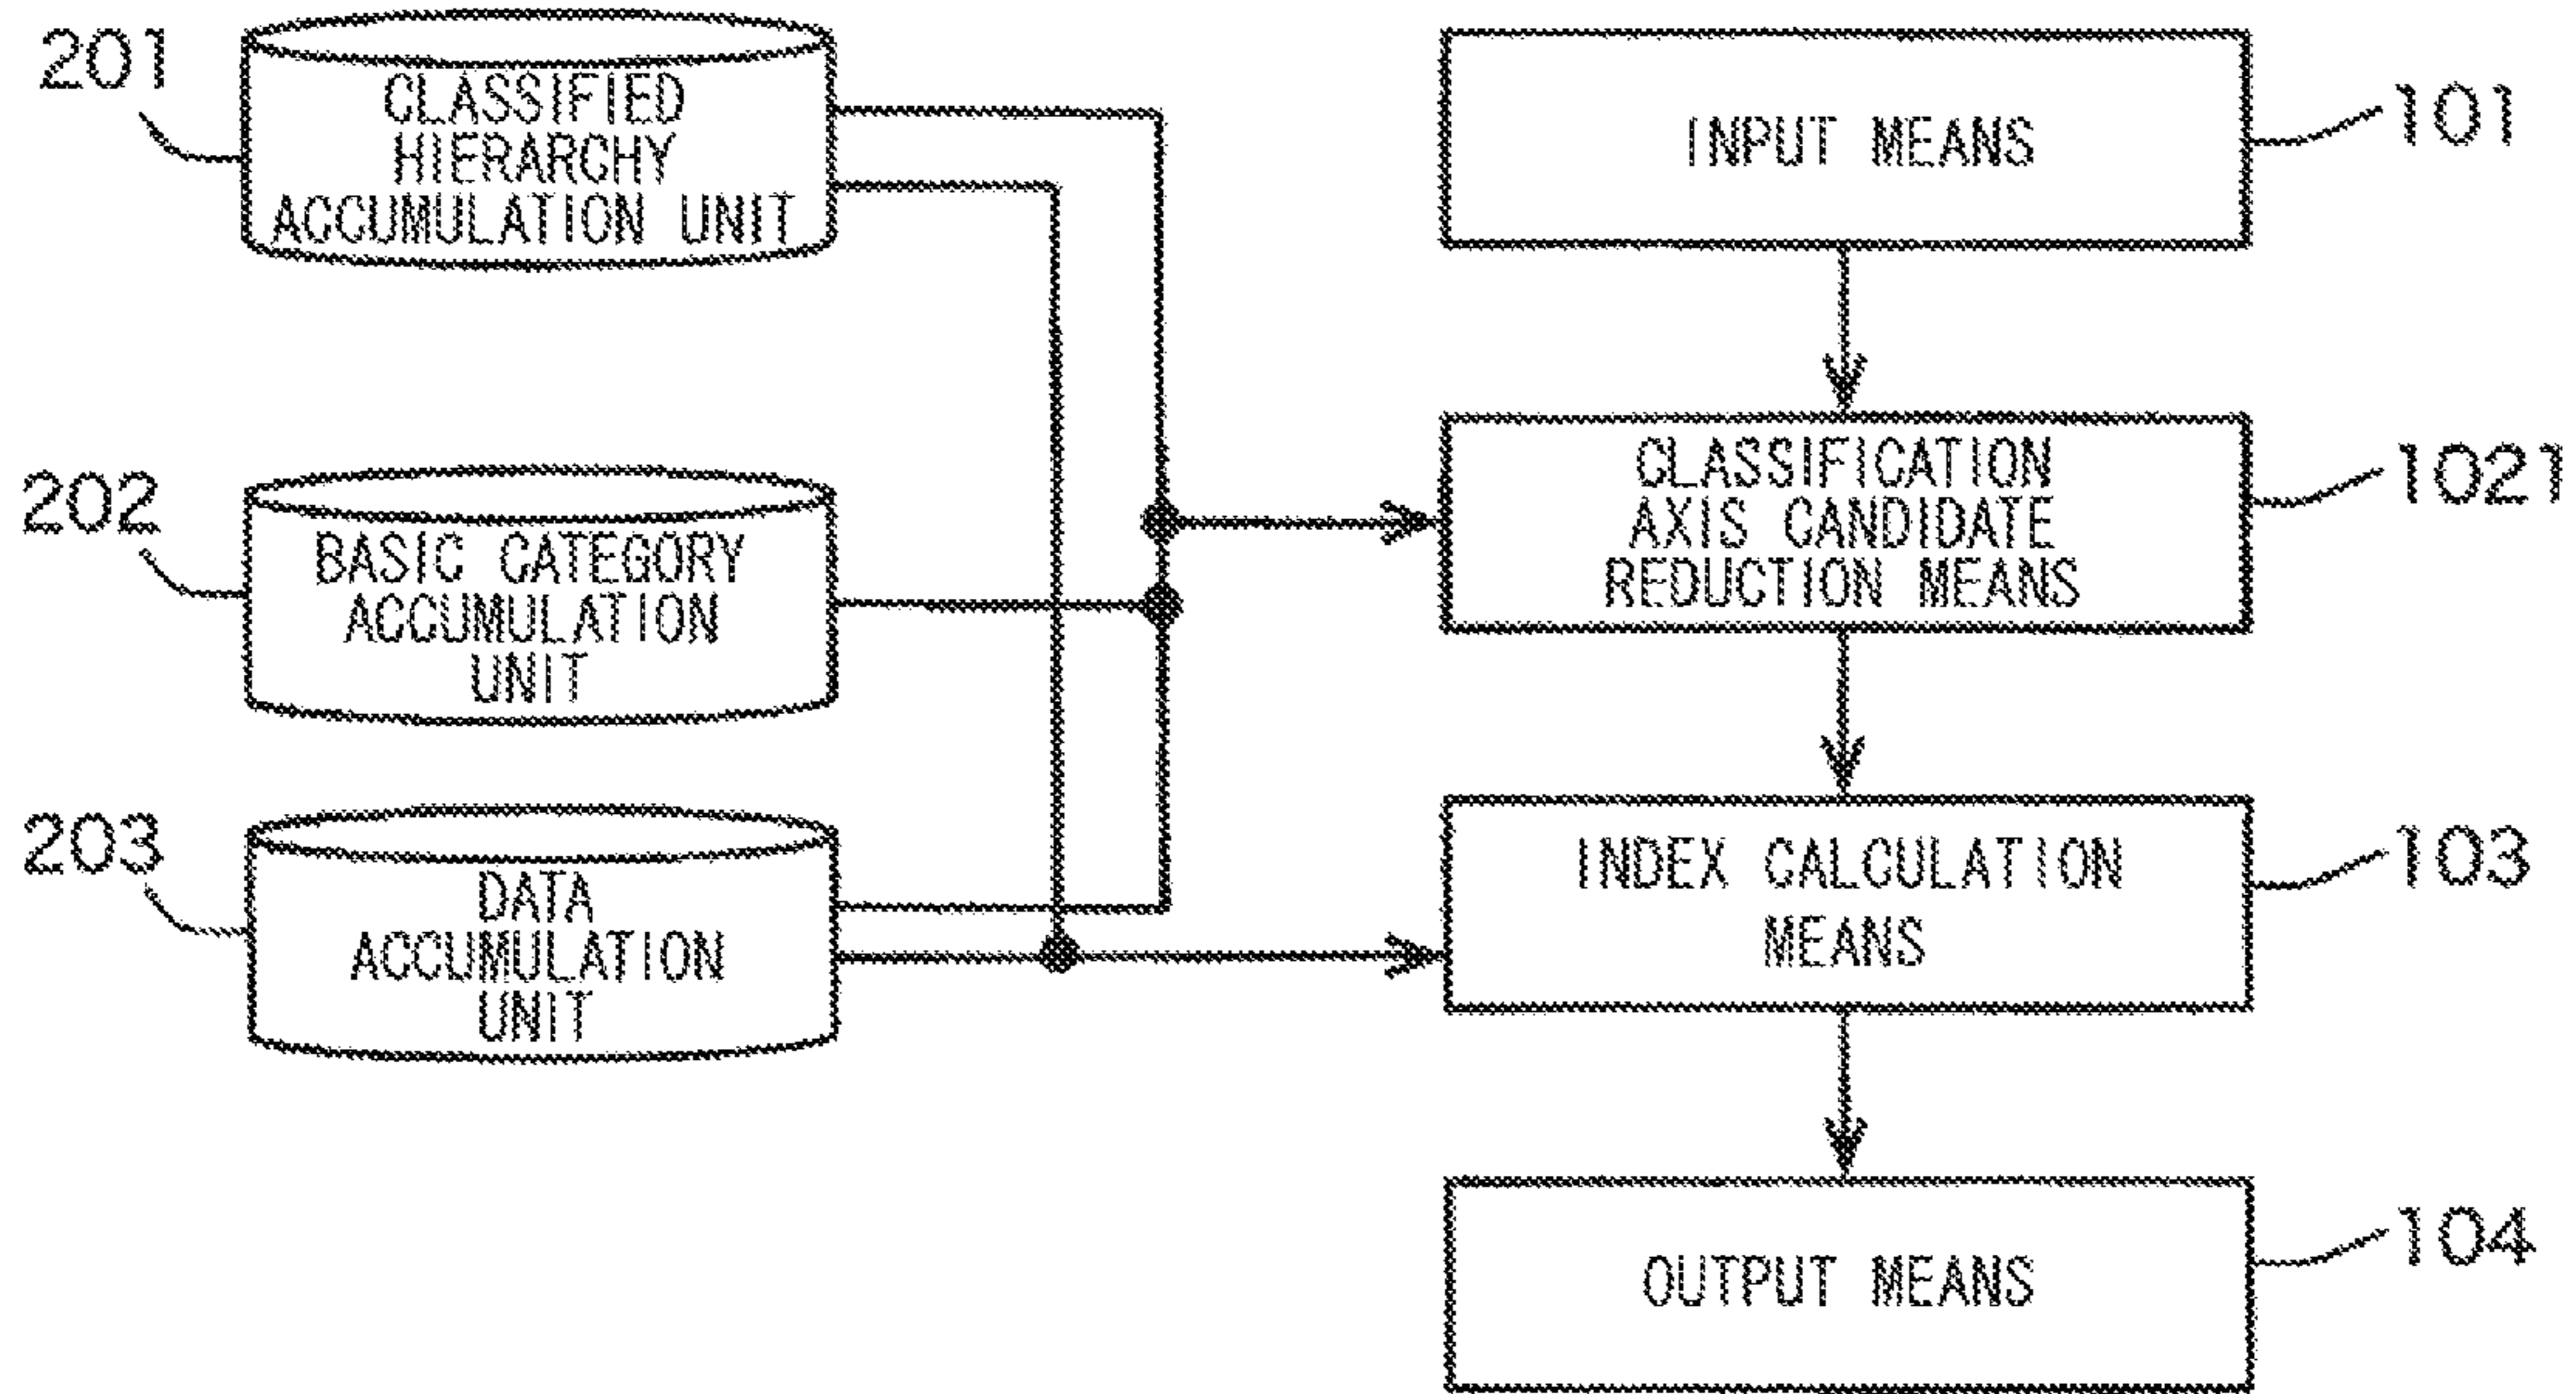 201
CLASSIFIED
HIERARCHY
ACCUMULATION UNIT
202
BASIC CATEGORY
ACCUMULATION
UNIT
203
DATA
ACCUMULATION
UNIT
INPUT MEANS
101
CLASSIFICATION
AXIS CANDIDATE
REDUCTION MEANS
1021
INDEX CALCULATION
MEANS
103
OUTPUT MEANS
104